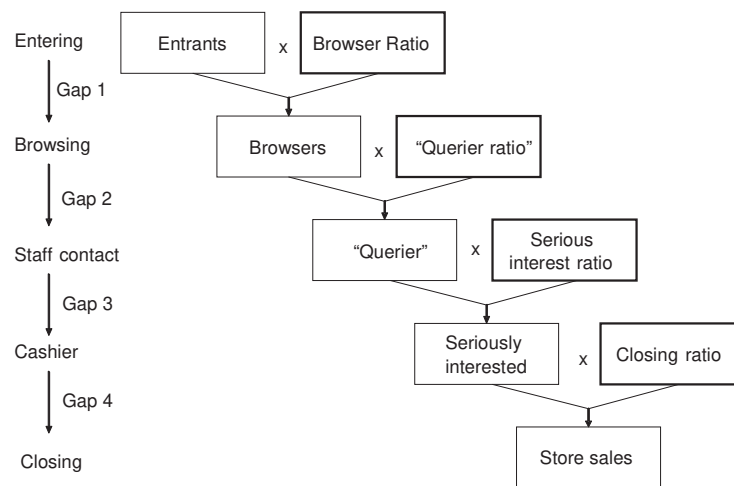 Entering
Entrants
x
Browser Ratio
Gap 1
Browsing
Browsers
x
“Querier ratio”
Gap 2
Staff contact
“Querier”
x
Serious
interest ratio
Gap 3
Cashier
Seriously
interested
x
Closing ratio
Gap 4
Closing
Store sales